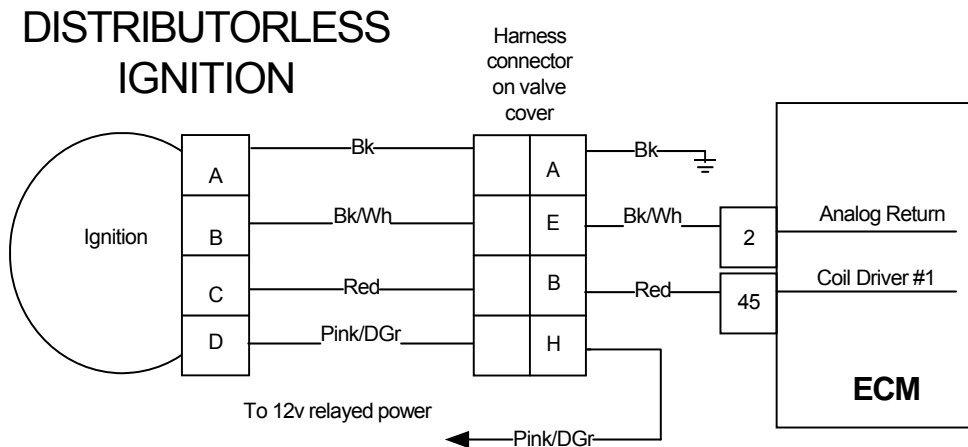 DISTRIBUTORLESS
IGNITION
Harness
connector
on valve
cover
Ignition
A
Bk
A
Bk
B
Bk/Wh
E
Bk/Wh
2
Analog Return
C
Red
B
Red
45
Coil Driver #1
D
Pink/DGr
H
ECM
To 12v relayed power
Pink/DGr